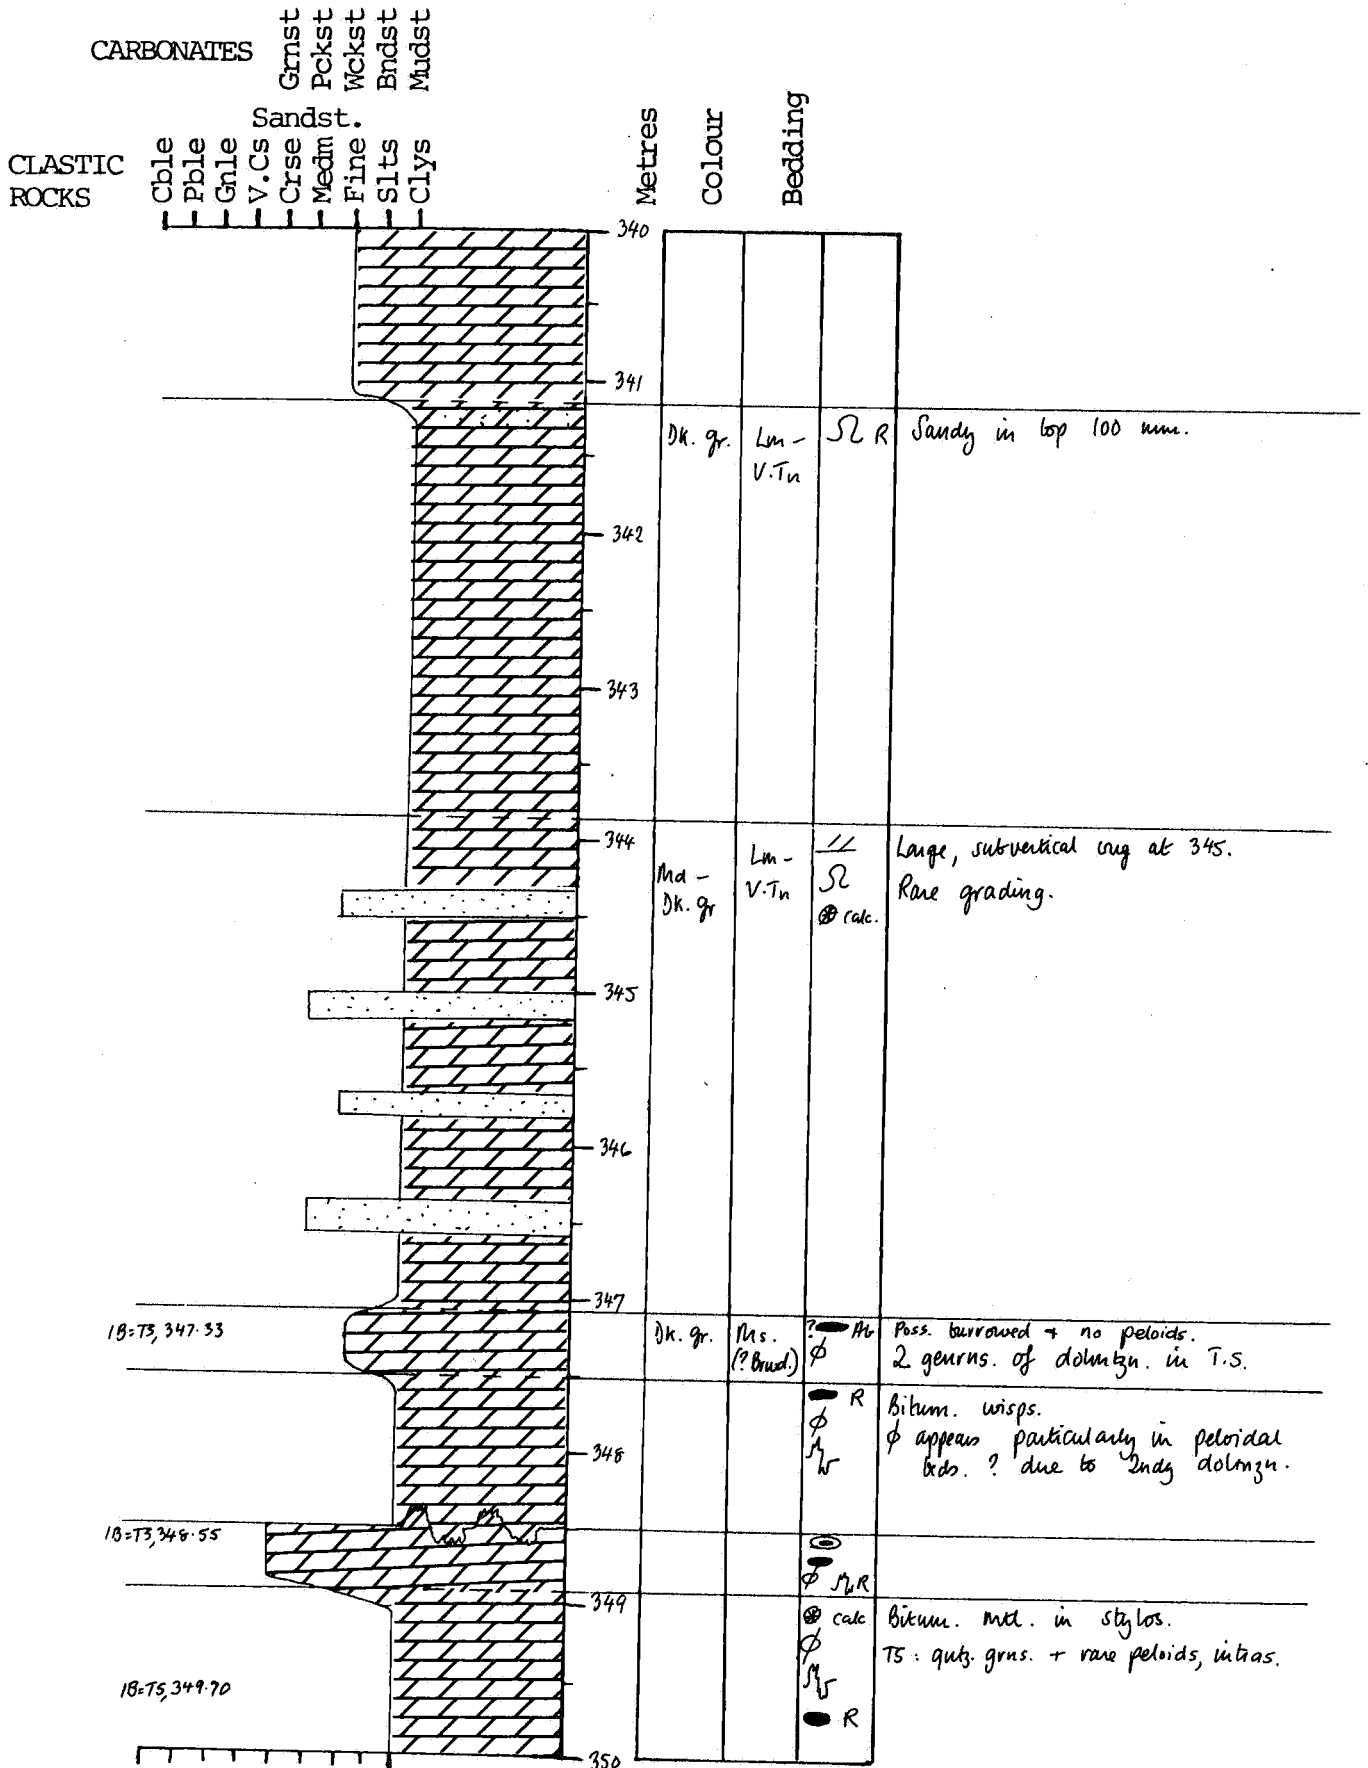 CARBONATES
Grnst
Pckst
Wckst
Bndst
Mudst
Sandst.
CLASTIC
ROCKS
Cble
Pble
Gnle
V.Cs
Crse
Medm
Fine
Slts
Clys
Metres
Colour
Bedding
340
341
Dk. gr. Lm - R Sandy in top 100 mm.
V.Tn
342
343
344
Md - Lm - Large, subvertical vug at 345.
Dk. gr V.Tn Rare grading.
calc.
345
346
347
1B=T3, 347.33
Dk. gr. Ms. ? Ab Poss. burrowed + no peloids.
(? Brwd.) ϕ 2 genrns. of dolmtzn. in T.S.
R Bitum. wisps.
ϕ ϕ appears particularly in peloidal
348
bds. ? due to 2ndy dolmzn.
1B=T3, 348.55
ϕ R
349
calc Bitum. mtl. in stylos.
ϕ TS: qutz. grns. + rare peloids, intras.
1B=T5, 349.70
R
350